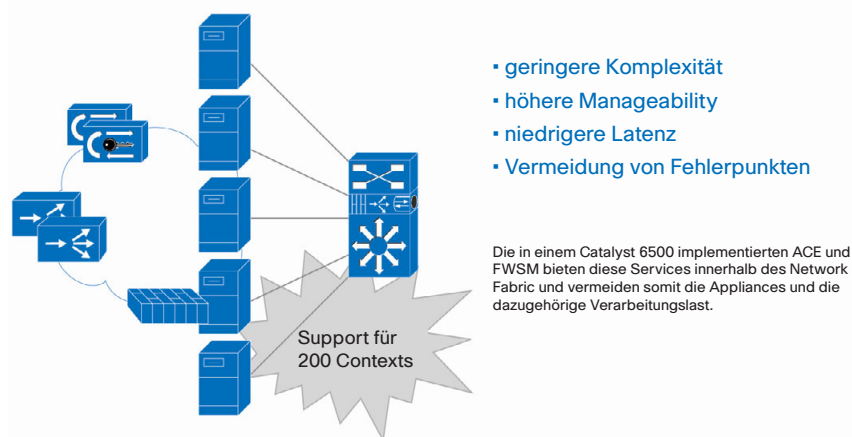 ▪ geringere Komplexität
▪ höhere Manageability
▪ niedrigere Latenz
▪ Vermeidung von Fehlerpunkten
Die in einem Catalyst 6500 implementierten ACE und
FWSM bieten diese Services innerhalb des Network
Fabric und vermeiden somit die Appliances und die
dazugehörige Verarbeitungslast.
Support für
200 Contexts